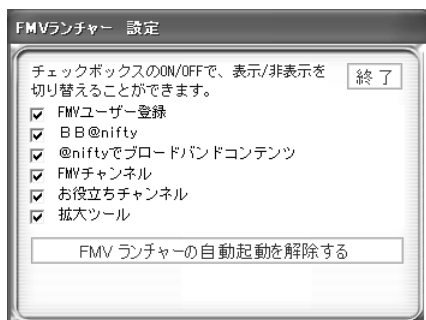 FMVランチャー 設定
チェックボックスのON/OFFで、表示/非表示を
切り替えることができます。
終了
FMVユーザー登録
BB@nifty
@niftyでブロードバンドコンテンツ
FMVチャンネル
お役立ちチャンネル
拡大ツール
FMV ランチャーの自動起動を解除する